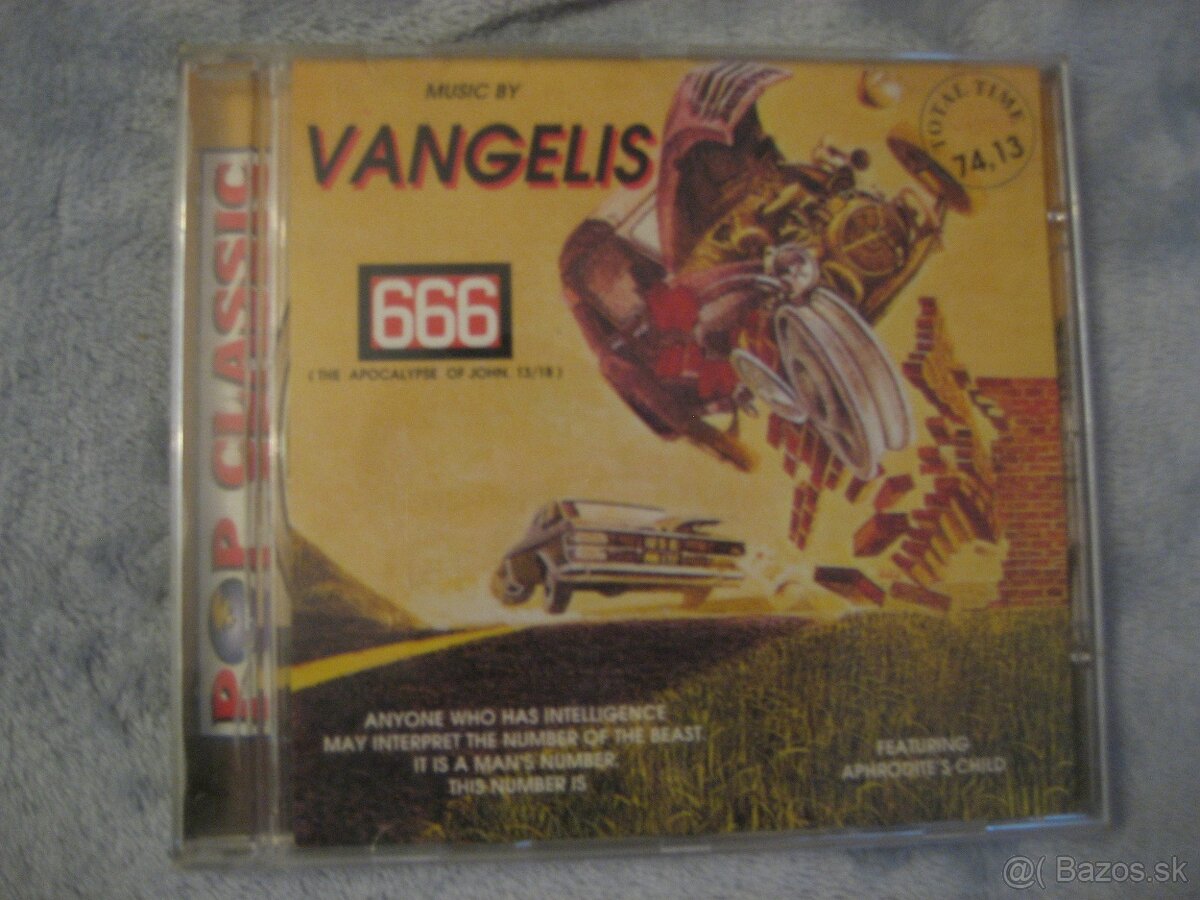 MUSIC BY
VANGELIS
666
( THE APOCALYPSE OF JOHN, 13/18 )
TOTAL TIME
74,13
POP CLASSIC
ANYONE WHO HAS INTELLIGENCE
MAY INTERPRET THE NUMBER OF THE BEAST.
IT IS A MAN'S NUMBER.
THIS NUMBER IS
FEATURING
APHRODITE'S CHILD
@( Bazos.sk